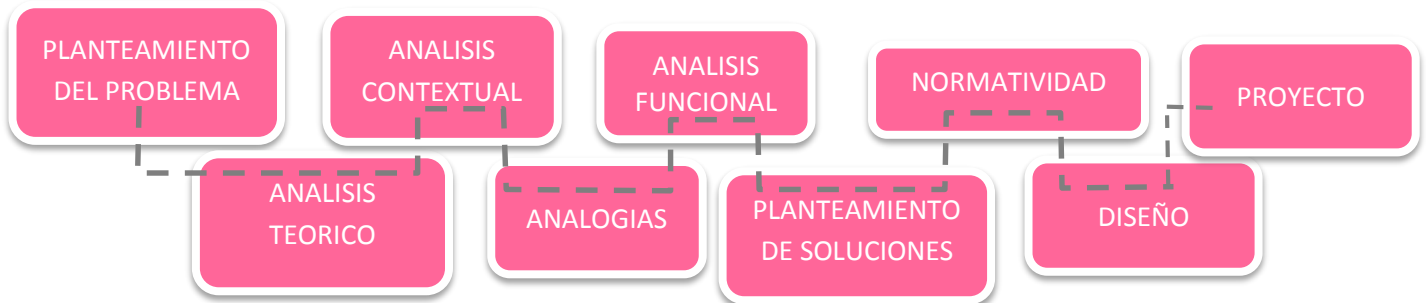 PLANTEAMIENTO
DEL PROBLEMA
ANALISIS
TEORICO
ANALISIS
CONTEXTUAL
ANALOGIAS
ANALISIS
FUNCIONAL
PLANTEAMIENTO
DE SOLUCIONES
NORMATIVIDAD
DISEÑO
PROYECTO